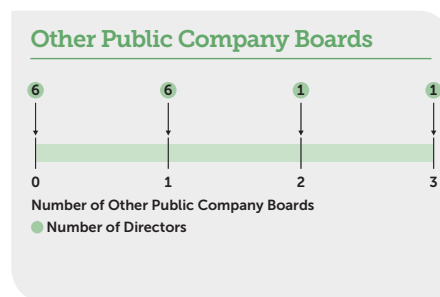 Other Public Company Boards
6 6 1 1
0 1 2 3
Number of Other Public Company Boards
Number of Directors